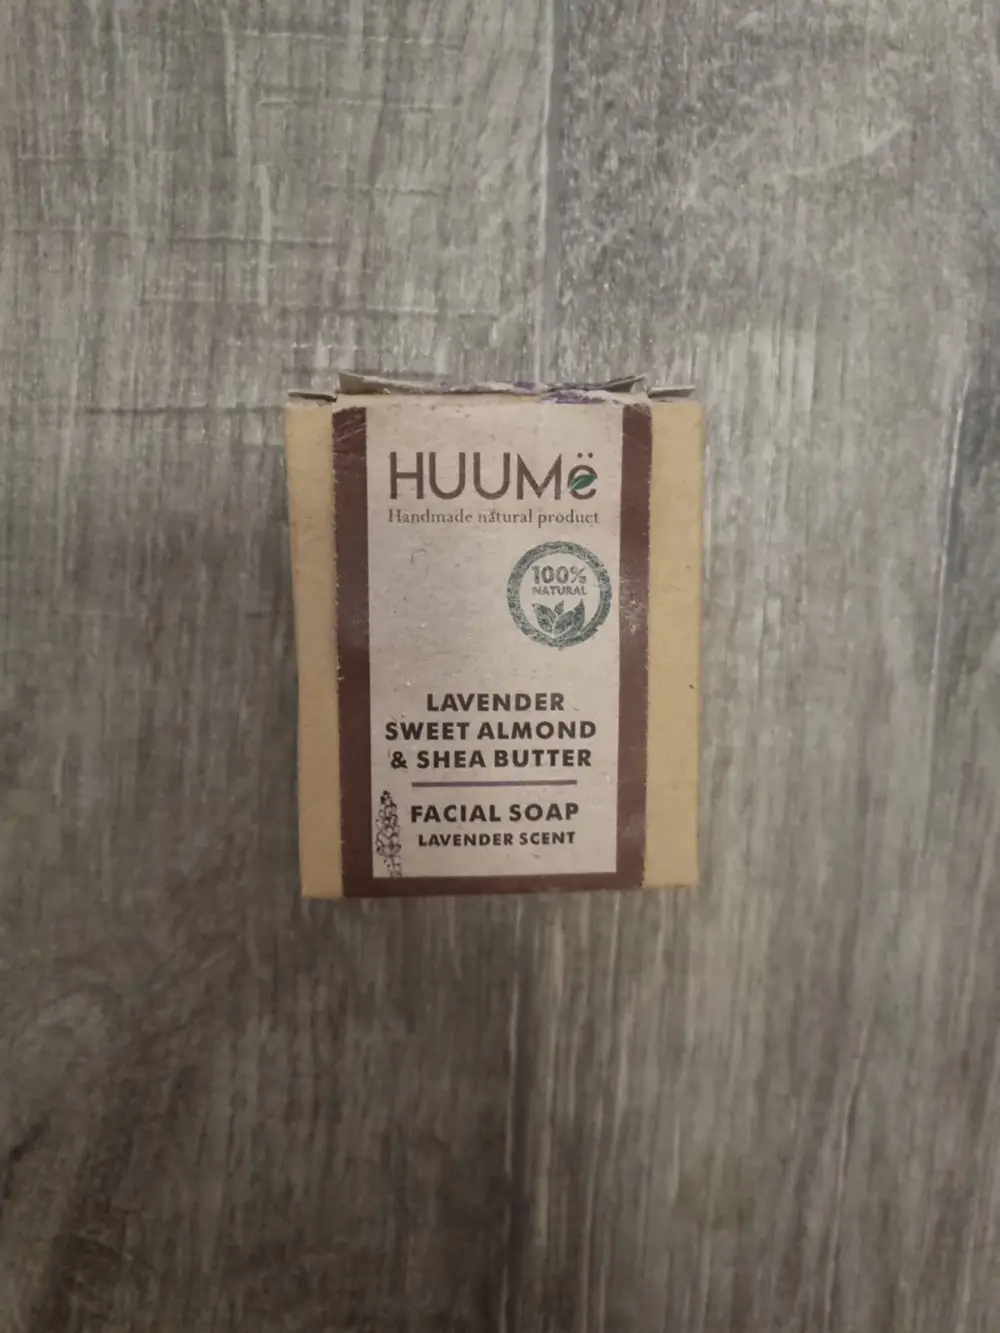 HUUMë
Handmade natural product
100%
NATURAL
LAVENDER
SWEET ALMOND
& SHEA BUTTER
FACIAL SOAP
LAVENDER SCENT